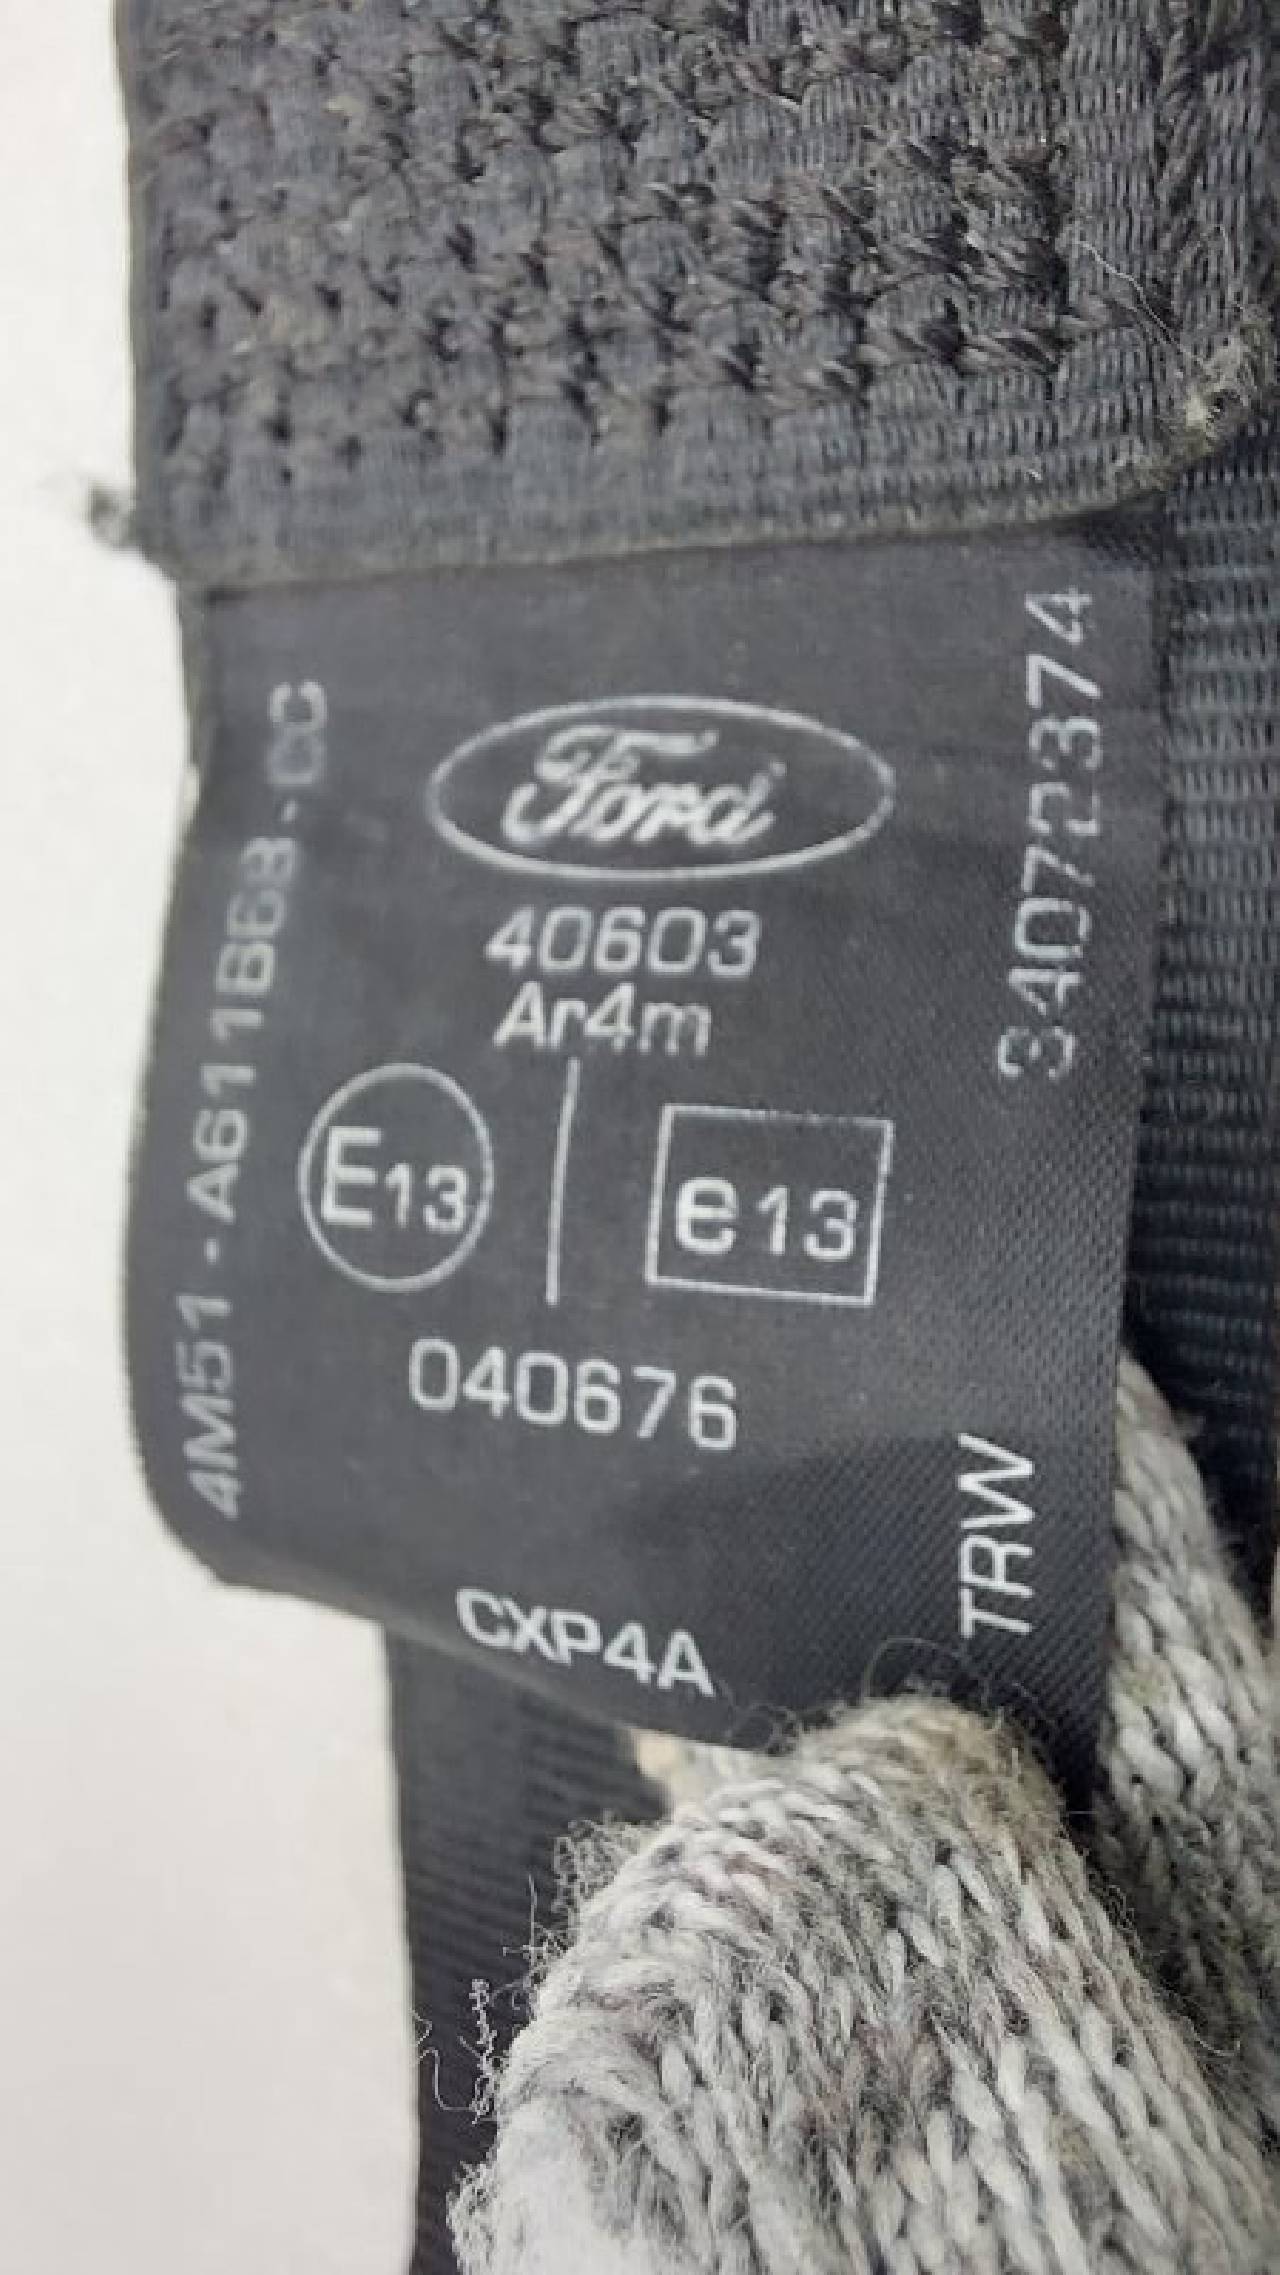 Ford
40603
Ar4m
E13
e13
040676
CXP4A
4M51-A611B68-CC
34072374
TRW